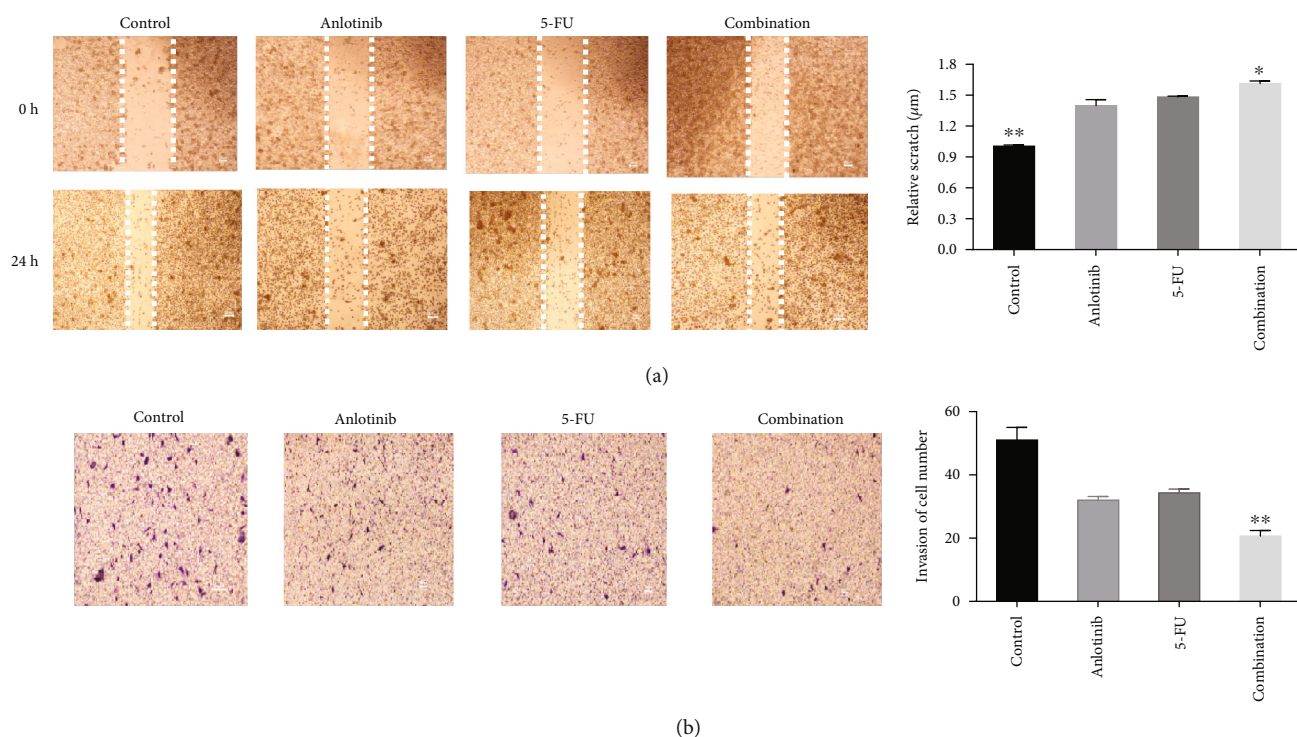 Control Anlotinib 5-FU Combination
0 h
24 h
Relative scratch (μm)
1.8
1.5
1.2
0.9
0.6
0.3
0.0
**
*
Control
Anlotinib
5-FU
Combination
(a)
Control Anlotinib 5-FU Combination
Invasion of cell number
60
40
20
0
**
Control
Anlotinib
5-FU
Combination
(b)